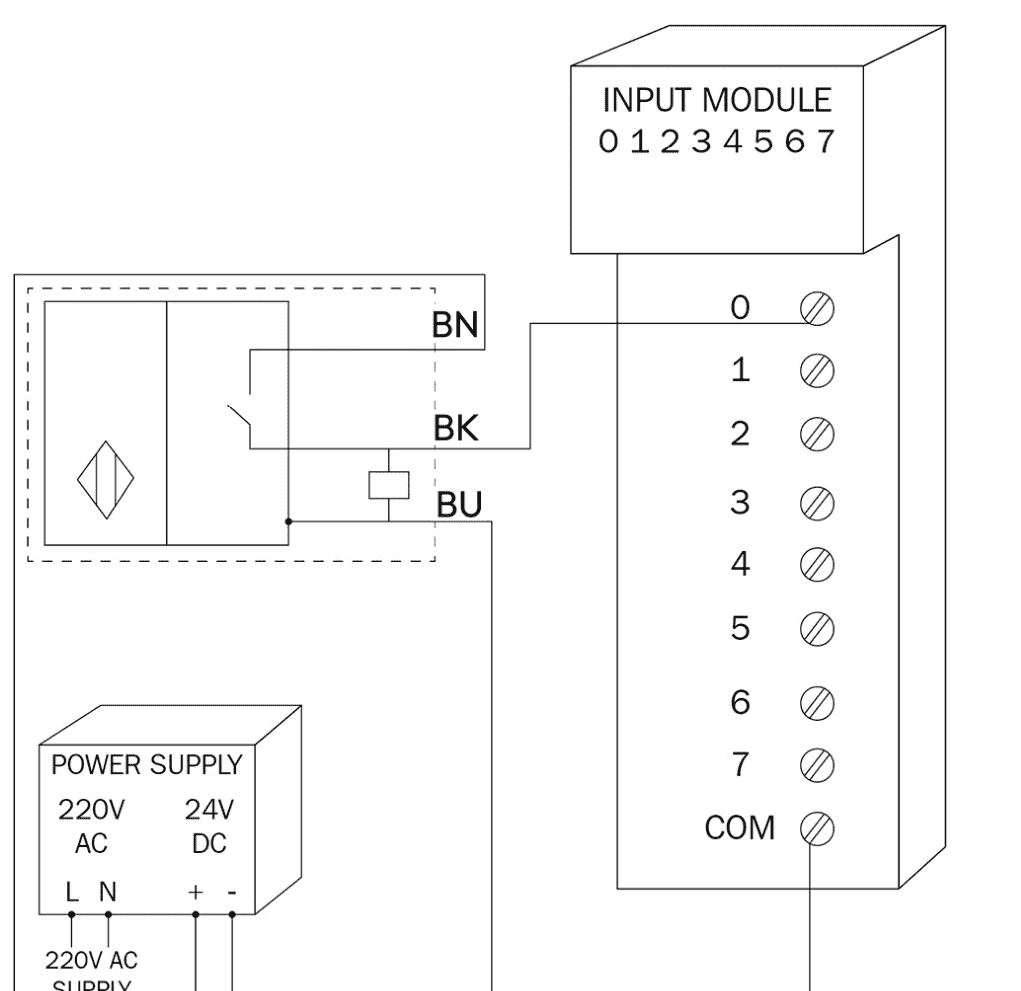 INPUT MODULE
0 1 2 3 4 5 6 7
BN
BK
BU
0
1
2
3
4
5
6
7
COM
POWER SUPPLY
220V 24V
AC DC
L N + -
220V AC
SUPPLY